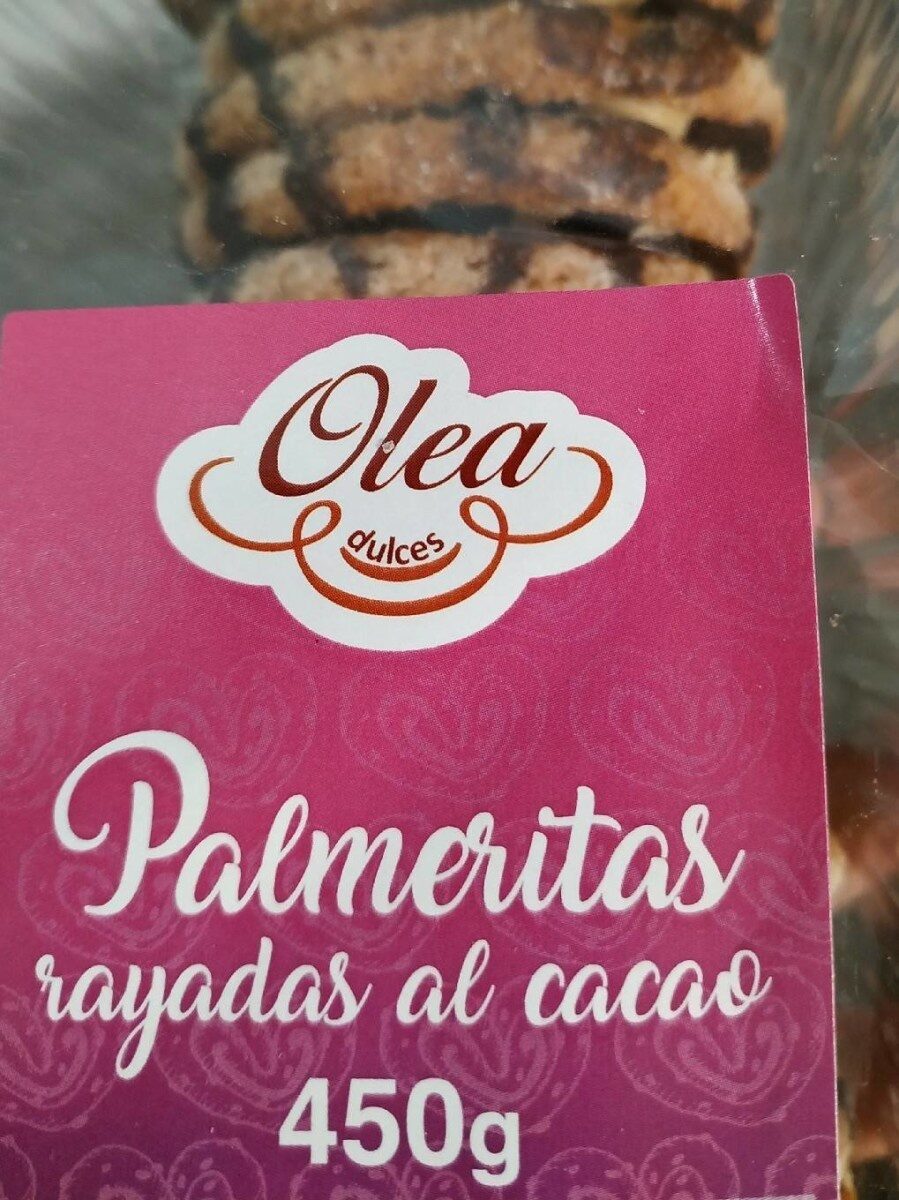 Olea
dulces
Palmeritas
rayadas al cacao
450g